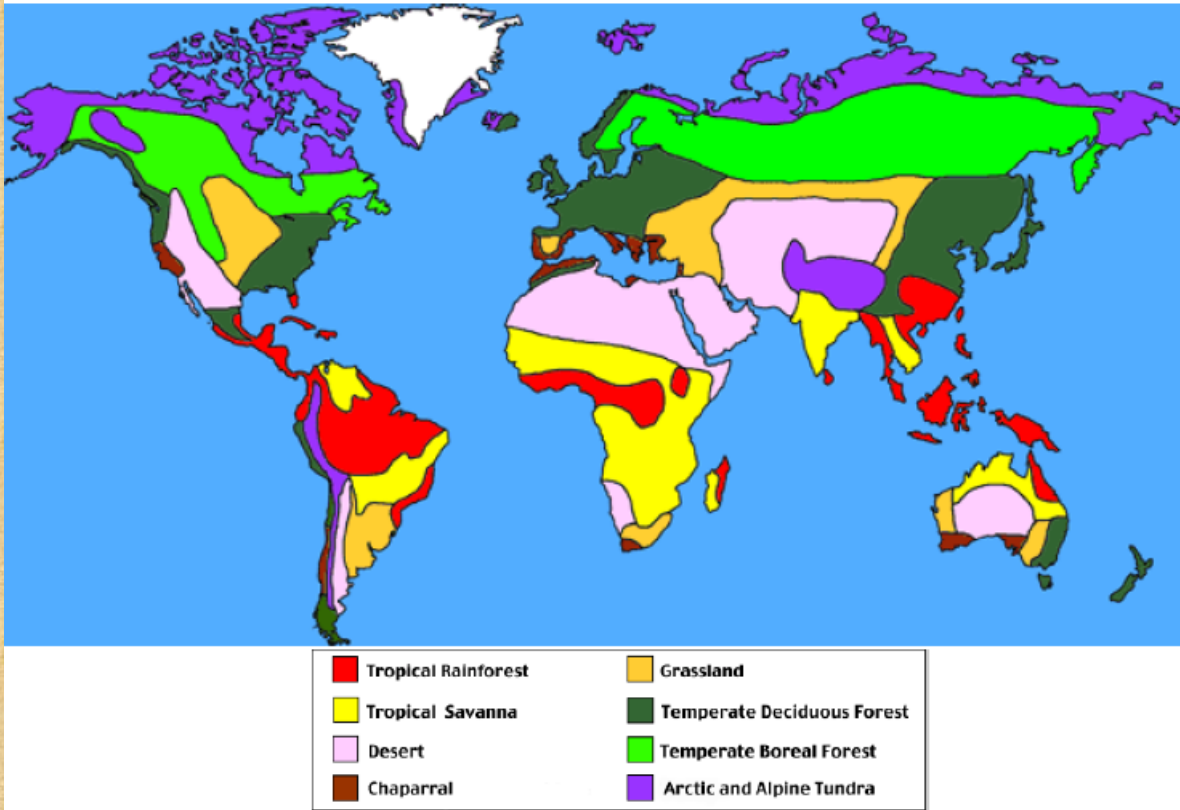 Tropical Rainforest
Grassland
Tropical Savanna
Temperate Deciduous Forest
Desert
Temperate Boreal Forest
Chaparral
Arctic and Alpine Tundra